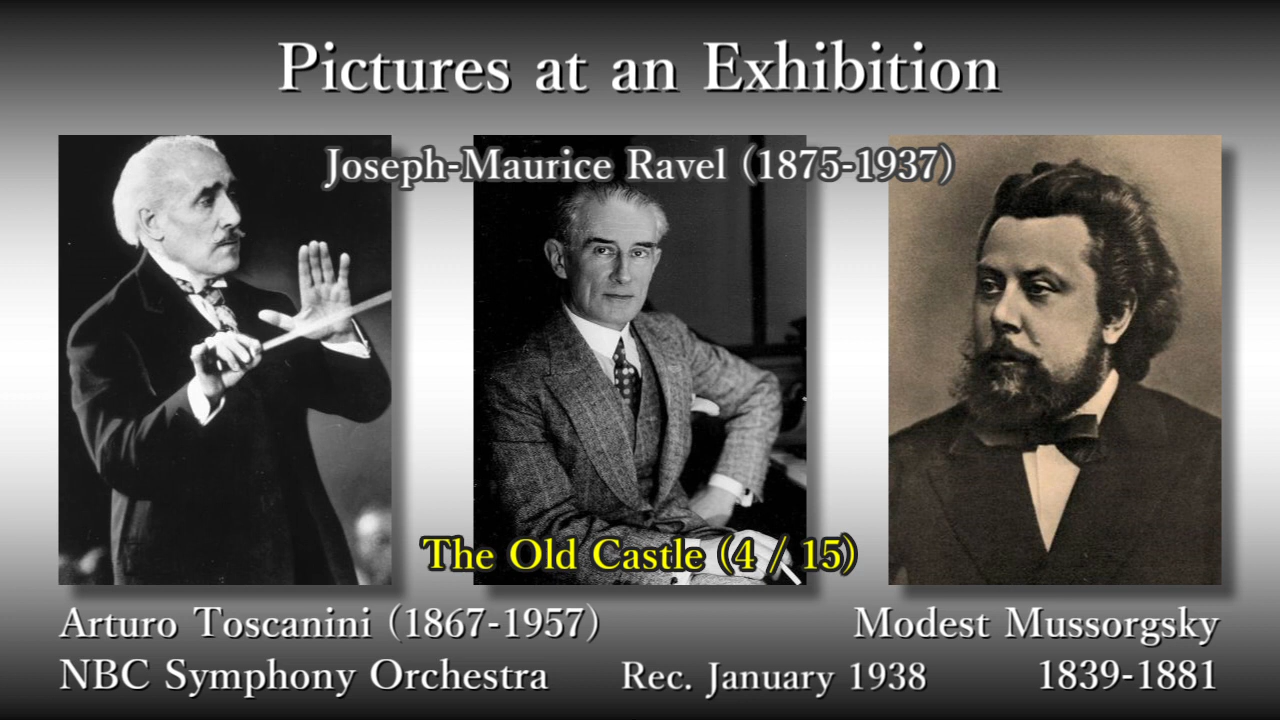 Pictures at an Exhibition
Joseph-Maurice Ravel (1875-1937)
The Old Castle (4 / 15)
Arturo Toscanini (1867-1957)
Modest Mussorgsky
NBC Symphony Orchestra
Rec. January 1938
1839-1881